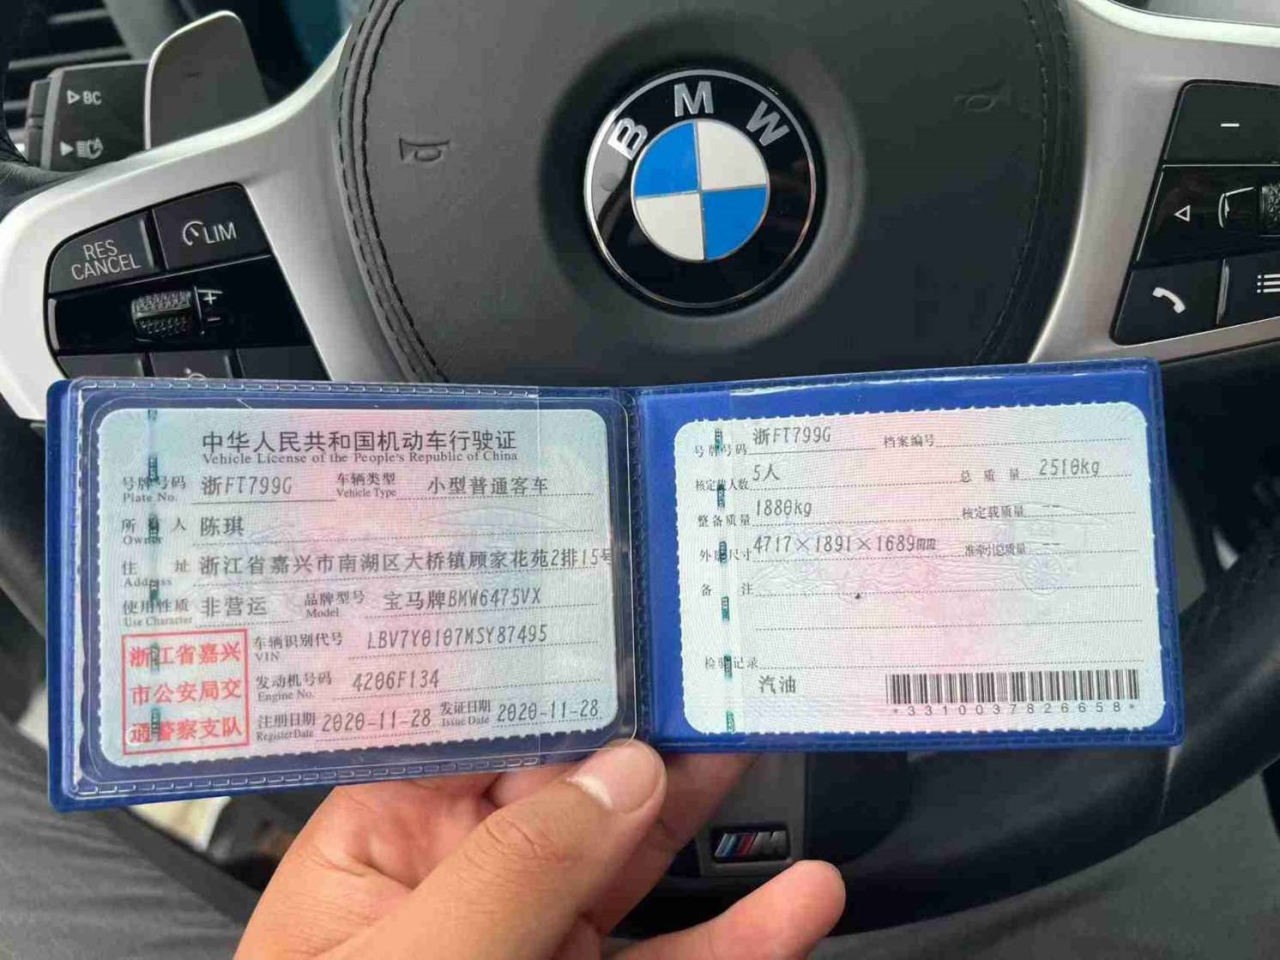 BC
BMW
LIM
RES
CANCEL
+
−
中华人民共和国机动车行驶证
Vehicle License of the People's Republic of China
号牌号码 浙FT799G 车辆类型 小型普通客车
Plate No. Vehicle Type
所有人 陈琪
Owner
住址 浙江省嘉兴市南湖区大桥镇顾家花苑2排15号
Address
使用性质 非营运 品牌型号 宝马牌BMW6475VX
Use Character Model
浙江省嘉兴
市公安局交
通警察支队
车辆识别代号 LBV7Y0107MSY87495
VIN
发动机号码 4206F134
Engine No.
注册日期 2020-11-28 发证日期 2020-11-28
Register Date Issue Date
号牌号码 浙FT799G 档案编号
核定载人数 5人 总质量 2510kg
整备质量 1880kg 核定载质量 --
外廓尺寸 4717×1891×1689mm 准牵引总质量 --
备注
检验记录
汽油
*3310037826658*
M